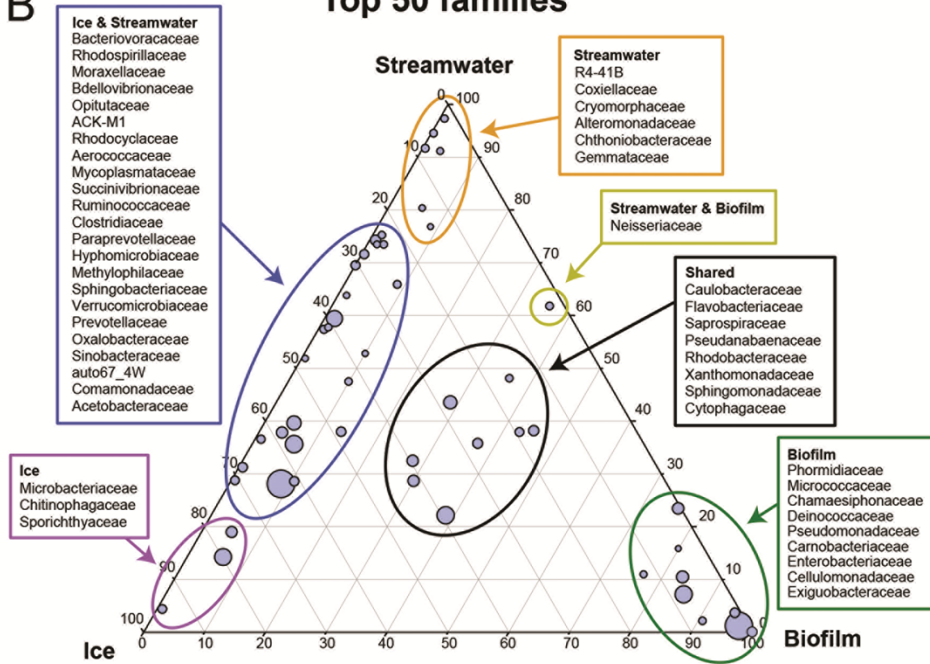 B
Top 50 families
Ice & Streamwater
Bacteriovoracaceae
Rhodospirillaceae
Moraxellaceae
Bdellovibrionaceae
Opitutaceae
ACK-M1
Rhodocyclaceae
Aerococcaceae
Mycoplasmataceae
Succinivibrionaceae
Ruminococcaceae
Clostridiaceae
Paraprevotellaceae
Hyphomicrobiaceae
Methylophilaceae
Sphingobacteriaceae
Verrucomicrobiaceae
Prevotellaceae
Oxalobacteraceae
Sinobacteraceae
auto67_4W
Comamonadaceae
Acetobacteraceae
Streamwater
Streamwater
R4-41B
Coxiellaceae
Cryomorphaceae
Alteromonadaceae
Chthoniobacteraceae
Gemmataceae
Streamwater & Biofilm
Neisseriaceae
Shared
Caulobacteraceae
Flavobacteriaceae
Saprospiraceae
Pseudanabaenaceae
Rhodobacteraceae
Xanthomonadaceae
Sphingomonadaceae
Cytophagaceae
Ice
Microbacteriaceae
Chitinophagaceae
Sporichthyaceae
Biofilm
Phormidiaceae
Micrococcaceae
Chamaesiphonaceae
Deinococcaceae
Pseudomonadaceae
Carnobacteriaceae
Enterobacteriaceae
Cellulomonadaceae
Exiguobacteraceae
0 100
10 90
20 80
30 70
40 60
50 50
60 40
70 30
80 20
90 10
100 0
0 10 20 30 40 50 60 70 80 90 100
Ice
Biofilm